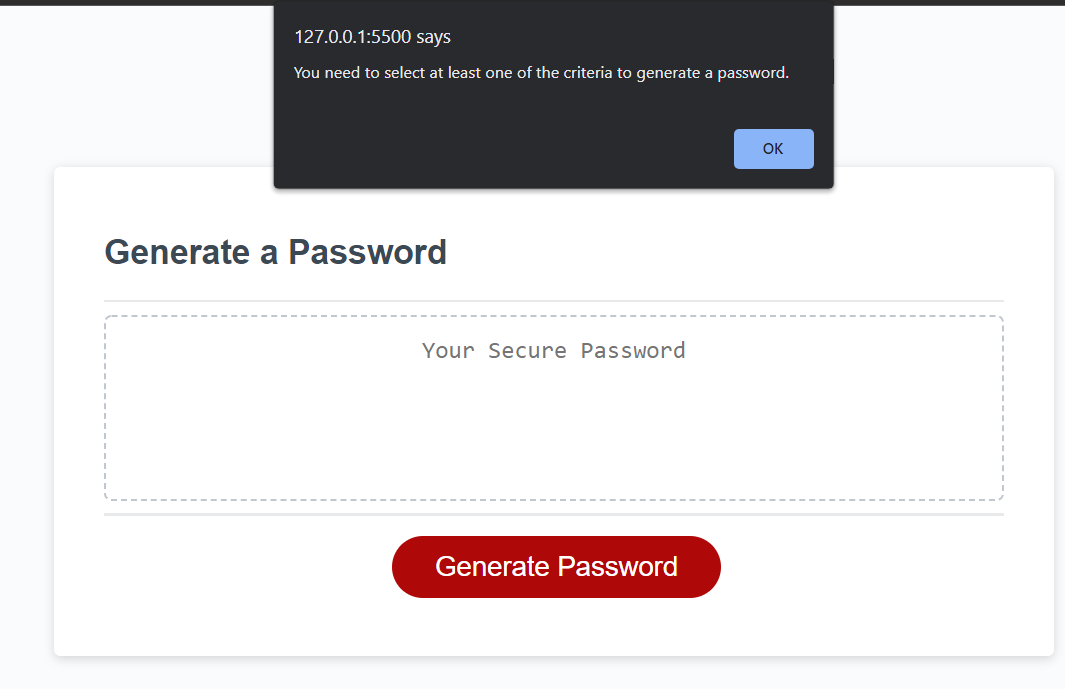 127.0.0.1:5500 says
You need to select at least one of the criteria to generate a password.
OK
Generate a Password
Your Secure Password
Generate Password